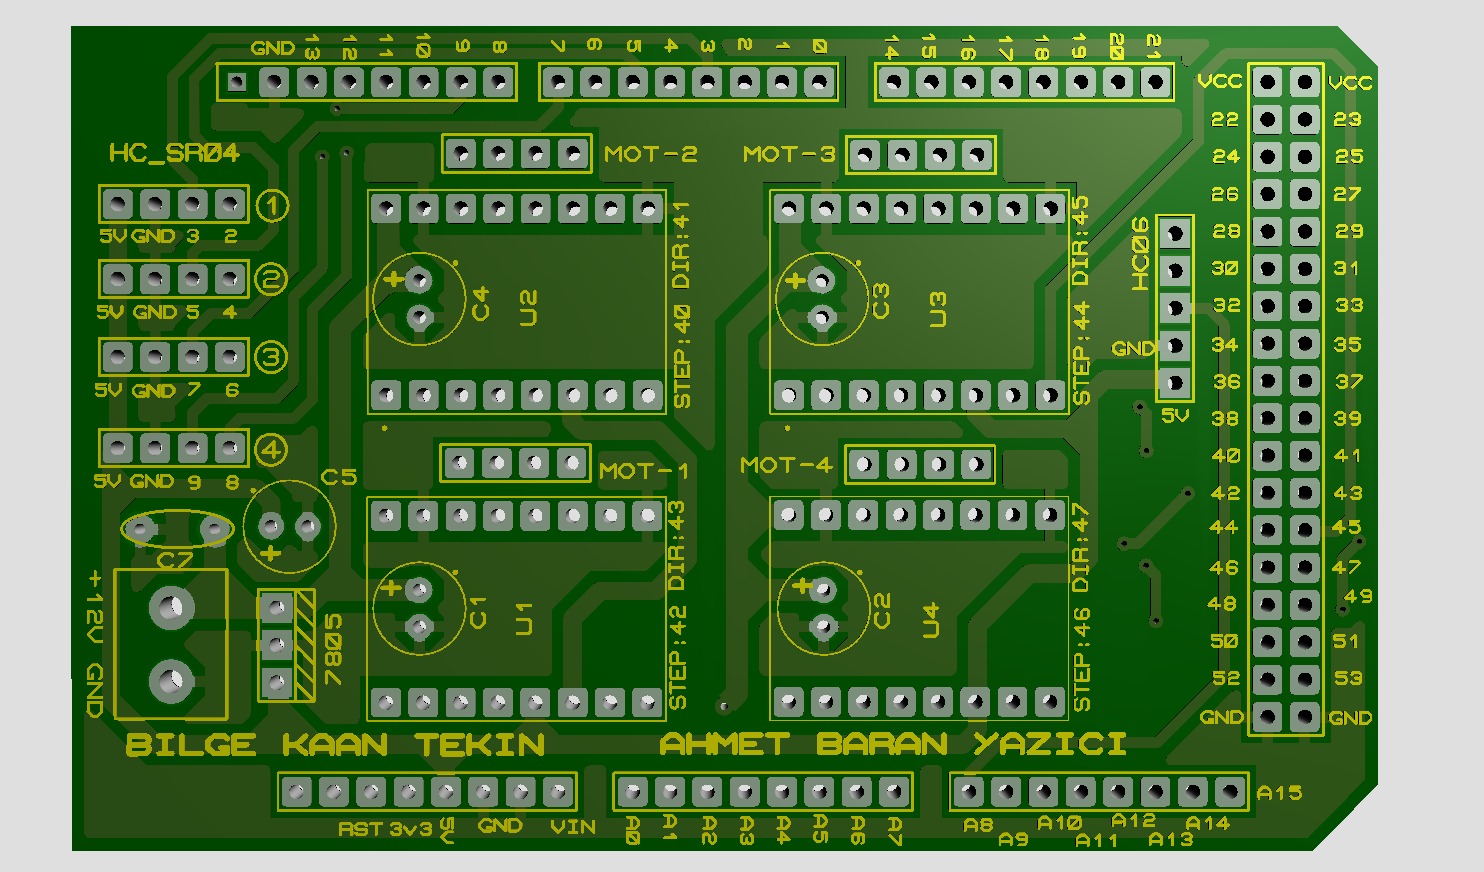 GND 13 12 11 10 9 8 7 6 5 4 3 2 1 0 14 15 16 17 18 19 20 21
VCC VCC
22 23
HC_SR04 MOT-2 MOT-3 24 25
1
26 27
5V GND 3 2
28 29
2
30 31
5V GND 5 4
32 33
3
34 35
5V GND 7 6
36 37
4
38 39
5V GND 9 8
40 41
+ C4 U2 STEP:40 DIR:41
+ C3 U3 STEP:44 DIR:45
HC06
GND
5V
MOT-1 MOT-4
42 43
44 45
46 47
48 49
50 51
52 53
GND GND
C5
+
C7
+12V GND
7805
+ C1 U1 STEP:42 DIR:43
+ C2 U4 STEP:46 DIR:47
BILGE KAAN TEKIN AHMET BARAN YAZICI
RST 3v3 5V GND VIN A0 A1 A2 A3 A4 A5 A6 A7 A8 A9 A10 A11 A12 A13 A14 A15